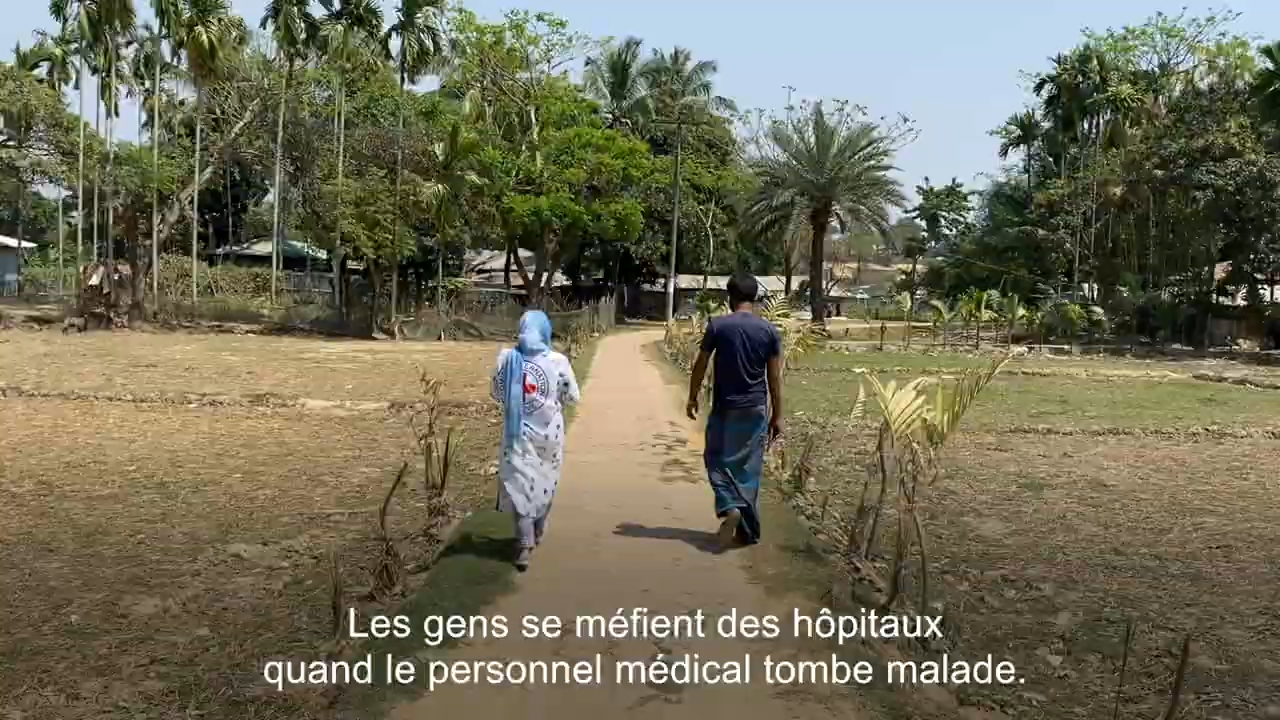 Les gens se méfient des hôpitaux
quand le personnel médical tombe malade.